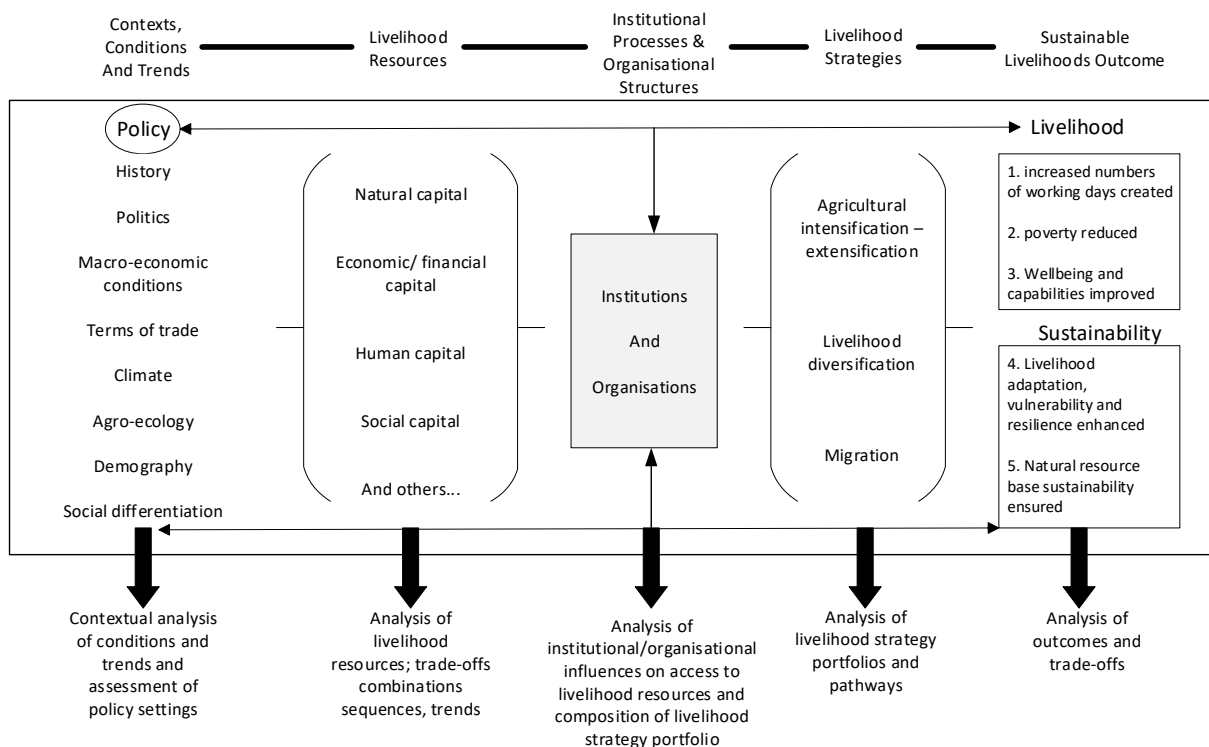 Contexts,
Conditions
And Trends
Livelihood
Resources
Institutional
Processes &
Organisational
Structures
Livelihood
Strategies
Sustainable
Livelihoods Outcome
Policy
History
Politics
Macro-economic
conditions
Terms of trade
Climate
Agro-ecology
Demography
Social differentiation
Natural capital
Economic/ financial
capital
Human capital
Social capital
And others...
Institutions
And
Organisations
Agricultural
intensification –
extensification
Livelihood
diversification
Migration
Livelihood
1. increased numbers
of working days created
2. poverty reduced
3. Wellbeing and
capabilities improved
Sustainability
4. Livelihood
adaptation,
vulnerability and
resilience enhanced
5. Natural resource
base sustainability
ensured
Contextual analysis
of conditions and
trends and
assessment of
policy settings
Analysis of
livelihood
resources; trade-offs
combinations
sequences, trends
Analysis of
institutional/organisational
influences on access to
livelihood resources and
composition of livelihood
strategy portfolio
Analysis of
livelihood strategy
portfolios and
pathways
Analysis of
outcomes and
trade-offs